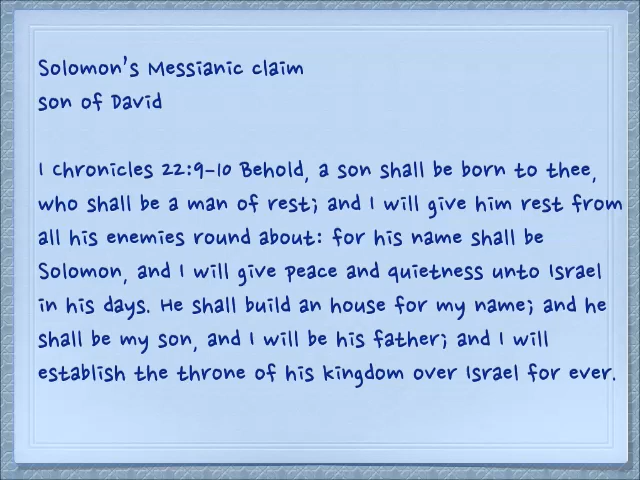 Solomon's Messianic claim
son of David
1 Chronicles 22:9-10 Behold, a son shall be born to thee,
who shall be a man of rest; and I will give him rest from
all his enemies round about: for his name shall be
Solomon, and I will give peace and quietness unto Israel
in his days. He shall build an house for my name; and he
shall be my son, and I will be his father; and I will
establish the throne of his kingdom over Israel for ever.